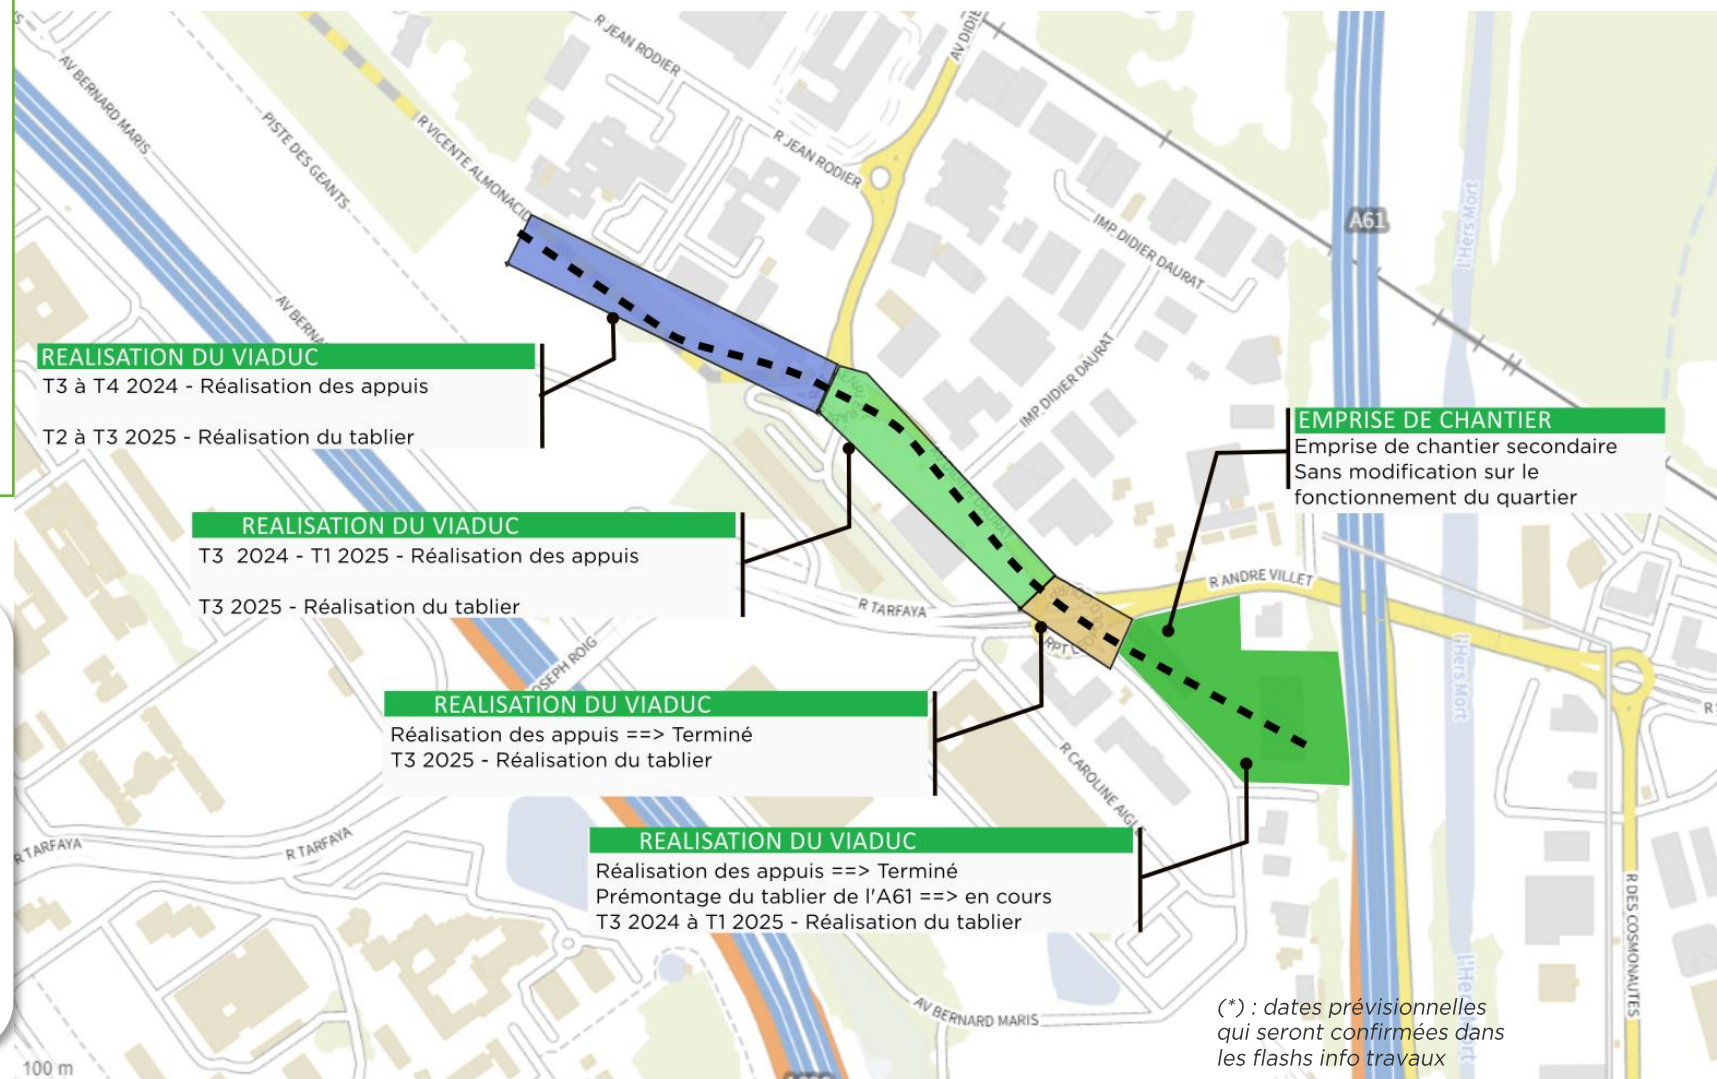 R JEAN RODIER
AV BERNARD MARIS
PISTE DES GEANTS
R VICENTE ALMONACID
R JEAN RODIER
A61
l'Hers Mort
IMP DIDIER DAURAT
REALISATION DU VIADUC
T3 à T4 2024 - Réalisation des appuis
T2 à T3 2025 - Réalisation du tablier
IMP DIDIER DAURAT
EMPRISE DE CHANTIER
Emprise de chantier secondaire
Sans modification sur le
fonctionnement du quartier
REALISATION DU VIADUC
T3 2024 - T1 2025 - Réalisation des appuis
T3 2025 - Réalisation du tablier
R ANDRE VILLET
R TARFAYA
l'Hers Mort
REALISATION DU VIADUC
Réalisation des appuis ==> Terminé
T3 2025 - Réalisation du tablier
R CAROLINE AIGLE
R TARFAYA
R TARFAYA
REALISATION DU VIADUC
Réalisation des appuis ==> Terminé
Prémontage du tablier de l'A61 ==> en cours
T3 2024 à T1 2025 - Réalisation du tablier
R DES COSMONAUTES
AV BERNARD MARIS
(*) : dates prévisionnelles
qui seront confirmées dans
les flashs info travaux
100 m